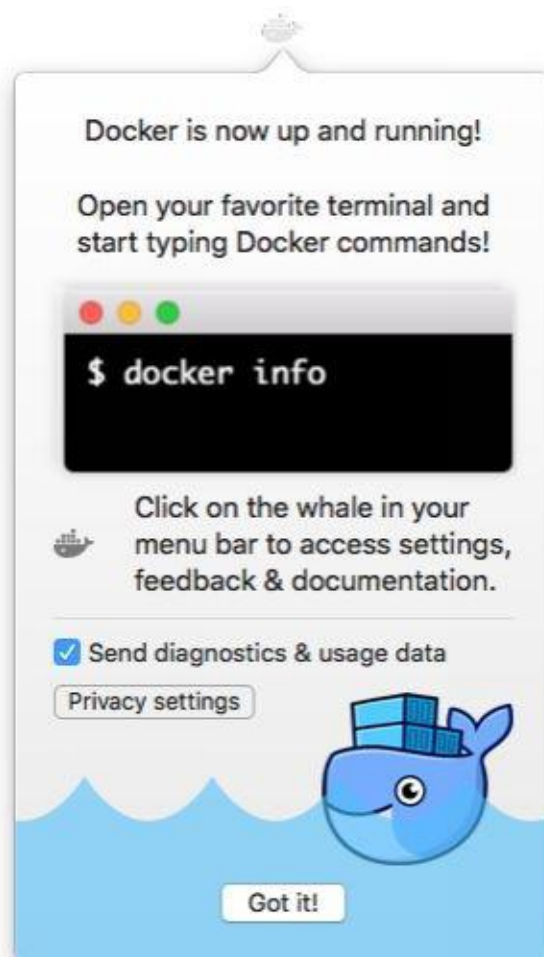 Docker is now up and running!
Open your favorite terminal and
start typing Docker commands!
$ docker info
Click on the whale in your
menu bar to access settings,
feedback & documentation.
Send diagnostics & usage data
Privacy settings
Got it!